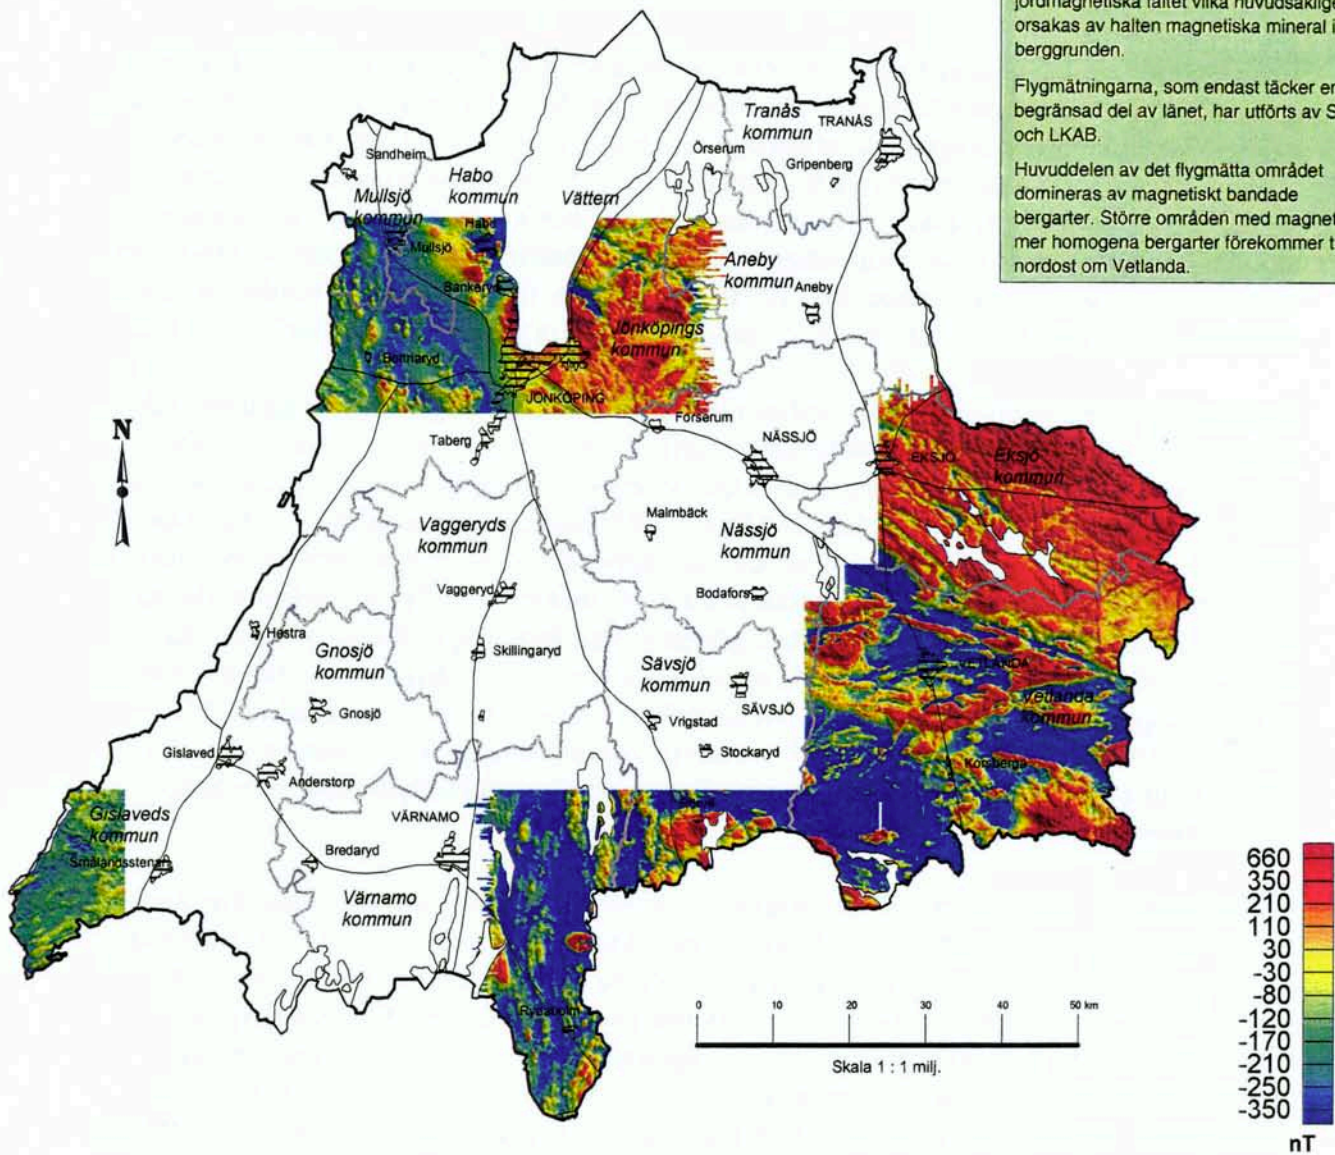 jordmagnetiska fältet vilka huvudsaklige
orsakas av halten magnetiska mineral i
berggrunden.
Flygmätningarna, som endast täcker en
begränsad del av länet, har utförts av S
och LKAB.
Huvuddelen av det flygmätta området
domineras av magnetiskt bandade
bergarter. Större områden med magnet
mer homogena bergarter förekommer t
nordost om Vetlanda.
Tranås
kommun
TRANÅS
Sandhem
Habo
kommun
Örserum
Gripenberg
Mullsjö
kommun
Vättern
Habo
Mullsjö
Aneby
kommun
Aneby
Bankeryd
Jönköpings
kommun
Bottnaryd
JÖNKÖPING
Forserum
N
Taberg
NÄSSJÖ
EKSJÖ
Eksjö
kommun
Malmbäck
Vaggeryds
kommun
Nässjö
kommun
Vaggeryd
Bodafors
Hestra
Gnosjö
kommun
Skillingaryd
Sävsjö
kommun
VETLANDA
Vetlanda
kommun
SÄVSJÖ
Gnosjö
Vrigstad
Gislaved
Stockaryd
Korsberga
Anderstorp
Gislaveds
kommun
VÄRNAMO
Smålandsstenar
Bredaryd
Värnamo
kommun
Rydaholm
0 10 20 30 40 50 km
Skala 1 : 1 milj.
660
350
210
110
30
-30
-80
-120
-170
-210
-250
-350
nT